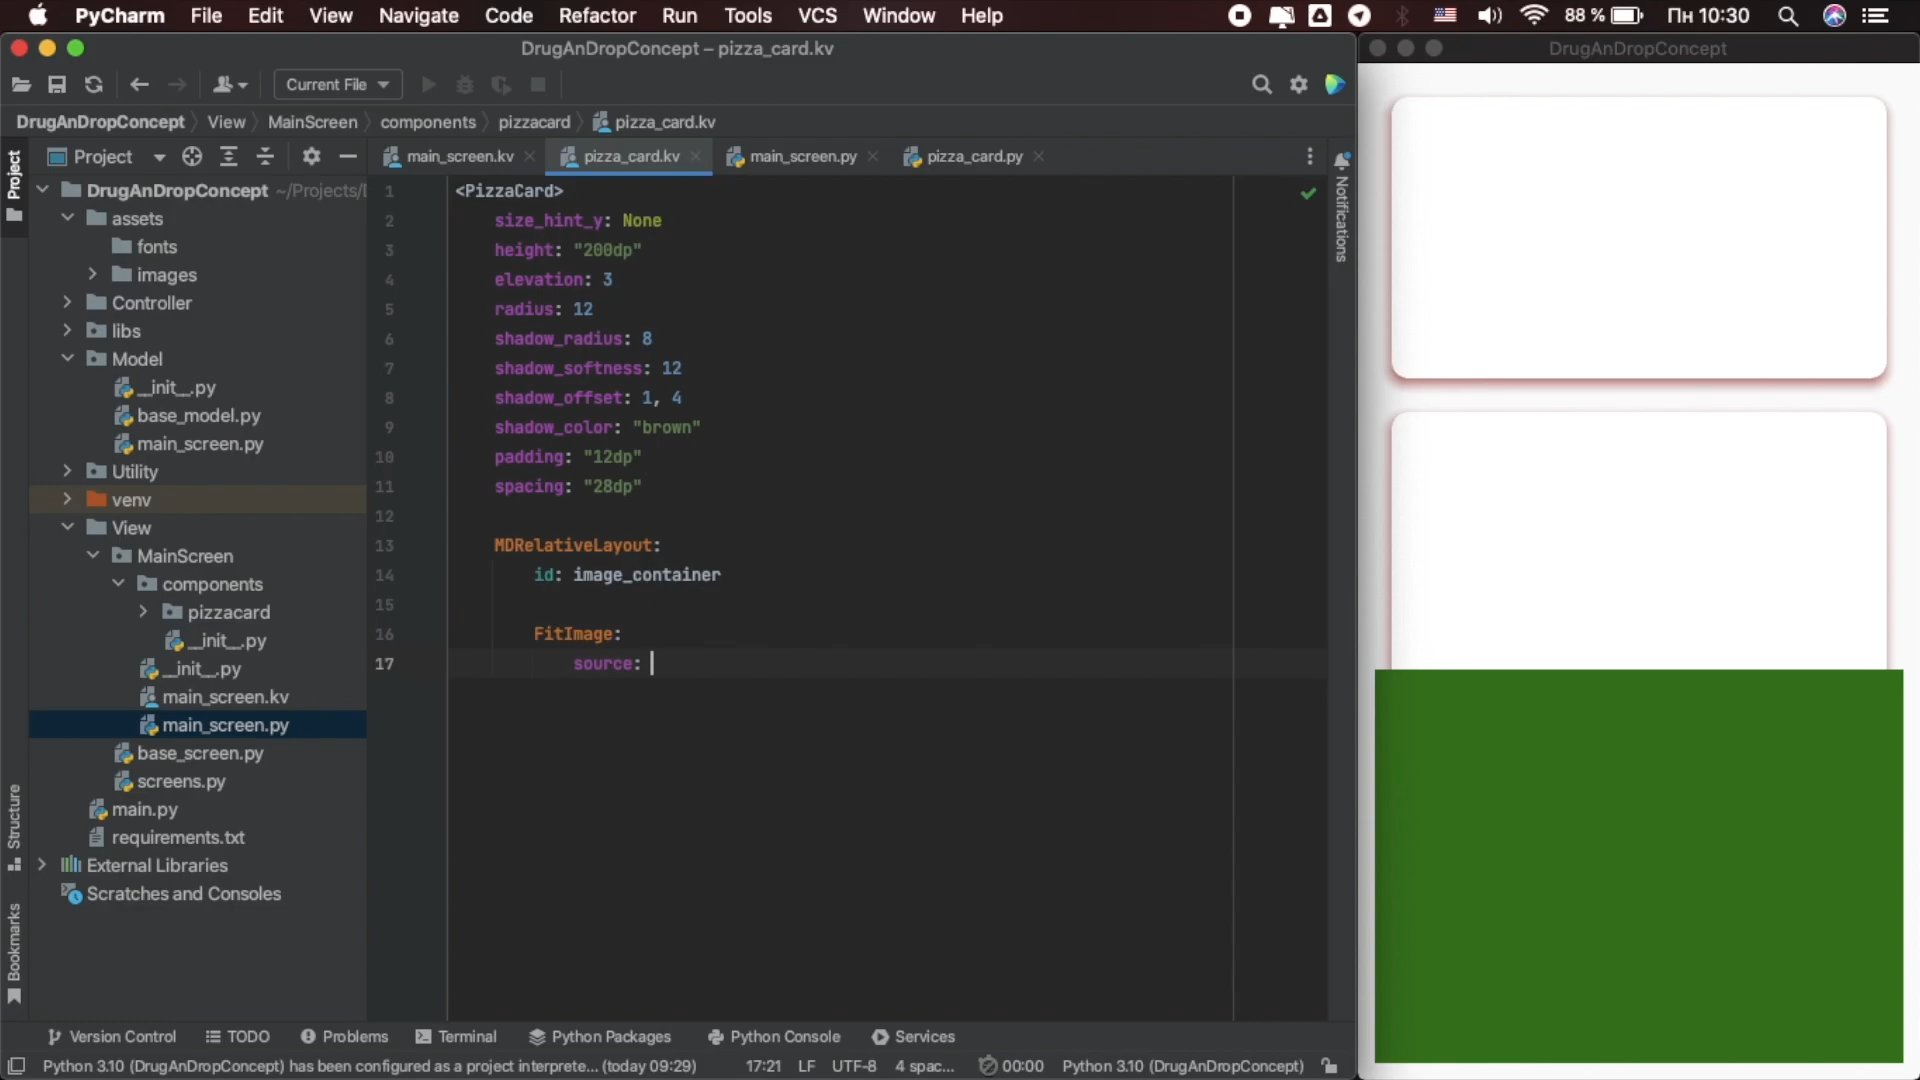 PyCharm File Edit View Navigate Code Refactor Run Tools VCS Window Help 88 % Пн 10:30
DrugAnDropConcept – pizza_card.kv
DrugAnDropConcept
Current File
DrugAnDropConcept View MainScreen components pizzacard pizza_card.kv
Project
Project
main_screen.kv pizza_card.kv main_screen.py pizza_card.py
Notifications
DrugAnDropConcept ~/Projects/
assets
fonts
images
Controller
libs
Model
__init__.py
base_model.py
main_screen.py
Utility
venv
View
MainScreen
components
pizzacard
__init__.py
__init__.py
main_screen.kv
main_screen.py
base_screen.py
screens.py
main.py
requirements.txt
External Libraries
Scratches and Consoles
Structure
Bookmarks
1 <PizzaCard>
2 size_hint_y: None
3 height: "200dp"
4 elevation: 3
5 radius: 12
6 shadow_radius: 8
7 shadow_softness: 12
8 shadow_offset: 1, 4
9 shadow_color: "brown"
10 padding: "12dp"
11 spacing: "28dp"
12
13 MDRelativeLayout:
14 id: image_container
15
16 FitImage:
17 source:
Version Control TODO Problems Terminal Python Packages Python Console Services
Python 3.10 (DrugAnDropConcept) has been configured as a project interprete... (today 09:29) 17:21 LF UTF-8 4 spac... 00:00 Python 3.10 (DrugAnDropConcept)